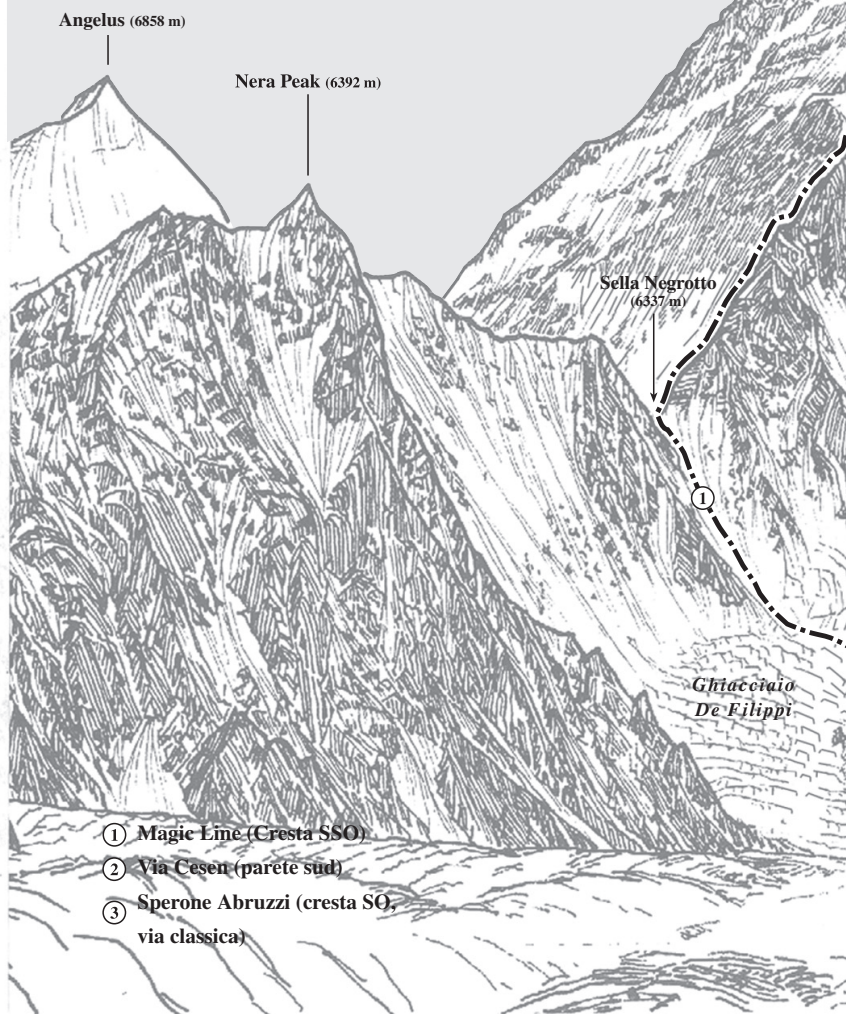 Angelus (6858 m)
Nera Peak (6392 m)
Sella Negrotto
(6337 m)
1
Ghiacciaio
De Filippi
1 Magic Line (Cresta SSO)
2 Via Cesen (parete sud)
3 Sperone Abruzzi (cresta SO,
via classica)